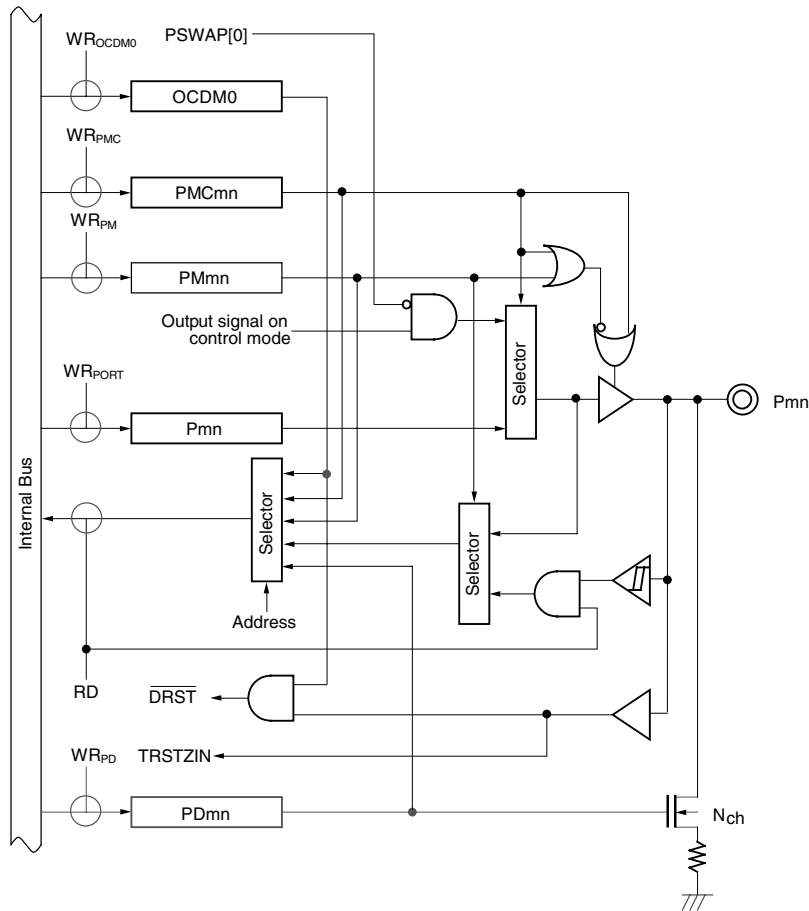 WROCDM0
PSWAP[0]
OCDM0
WRPMC
PMCmn
WRPM
PMmn
Output signal on
control mode
Selector
WRPORT
Pmn
Pmn
Internal Bus
Selector
Selector
Address
RD
DRST
TRSTZIN
WRPD
PDmn
Nch